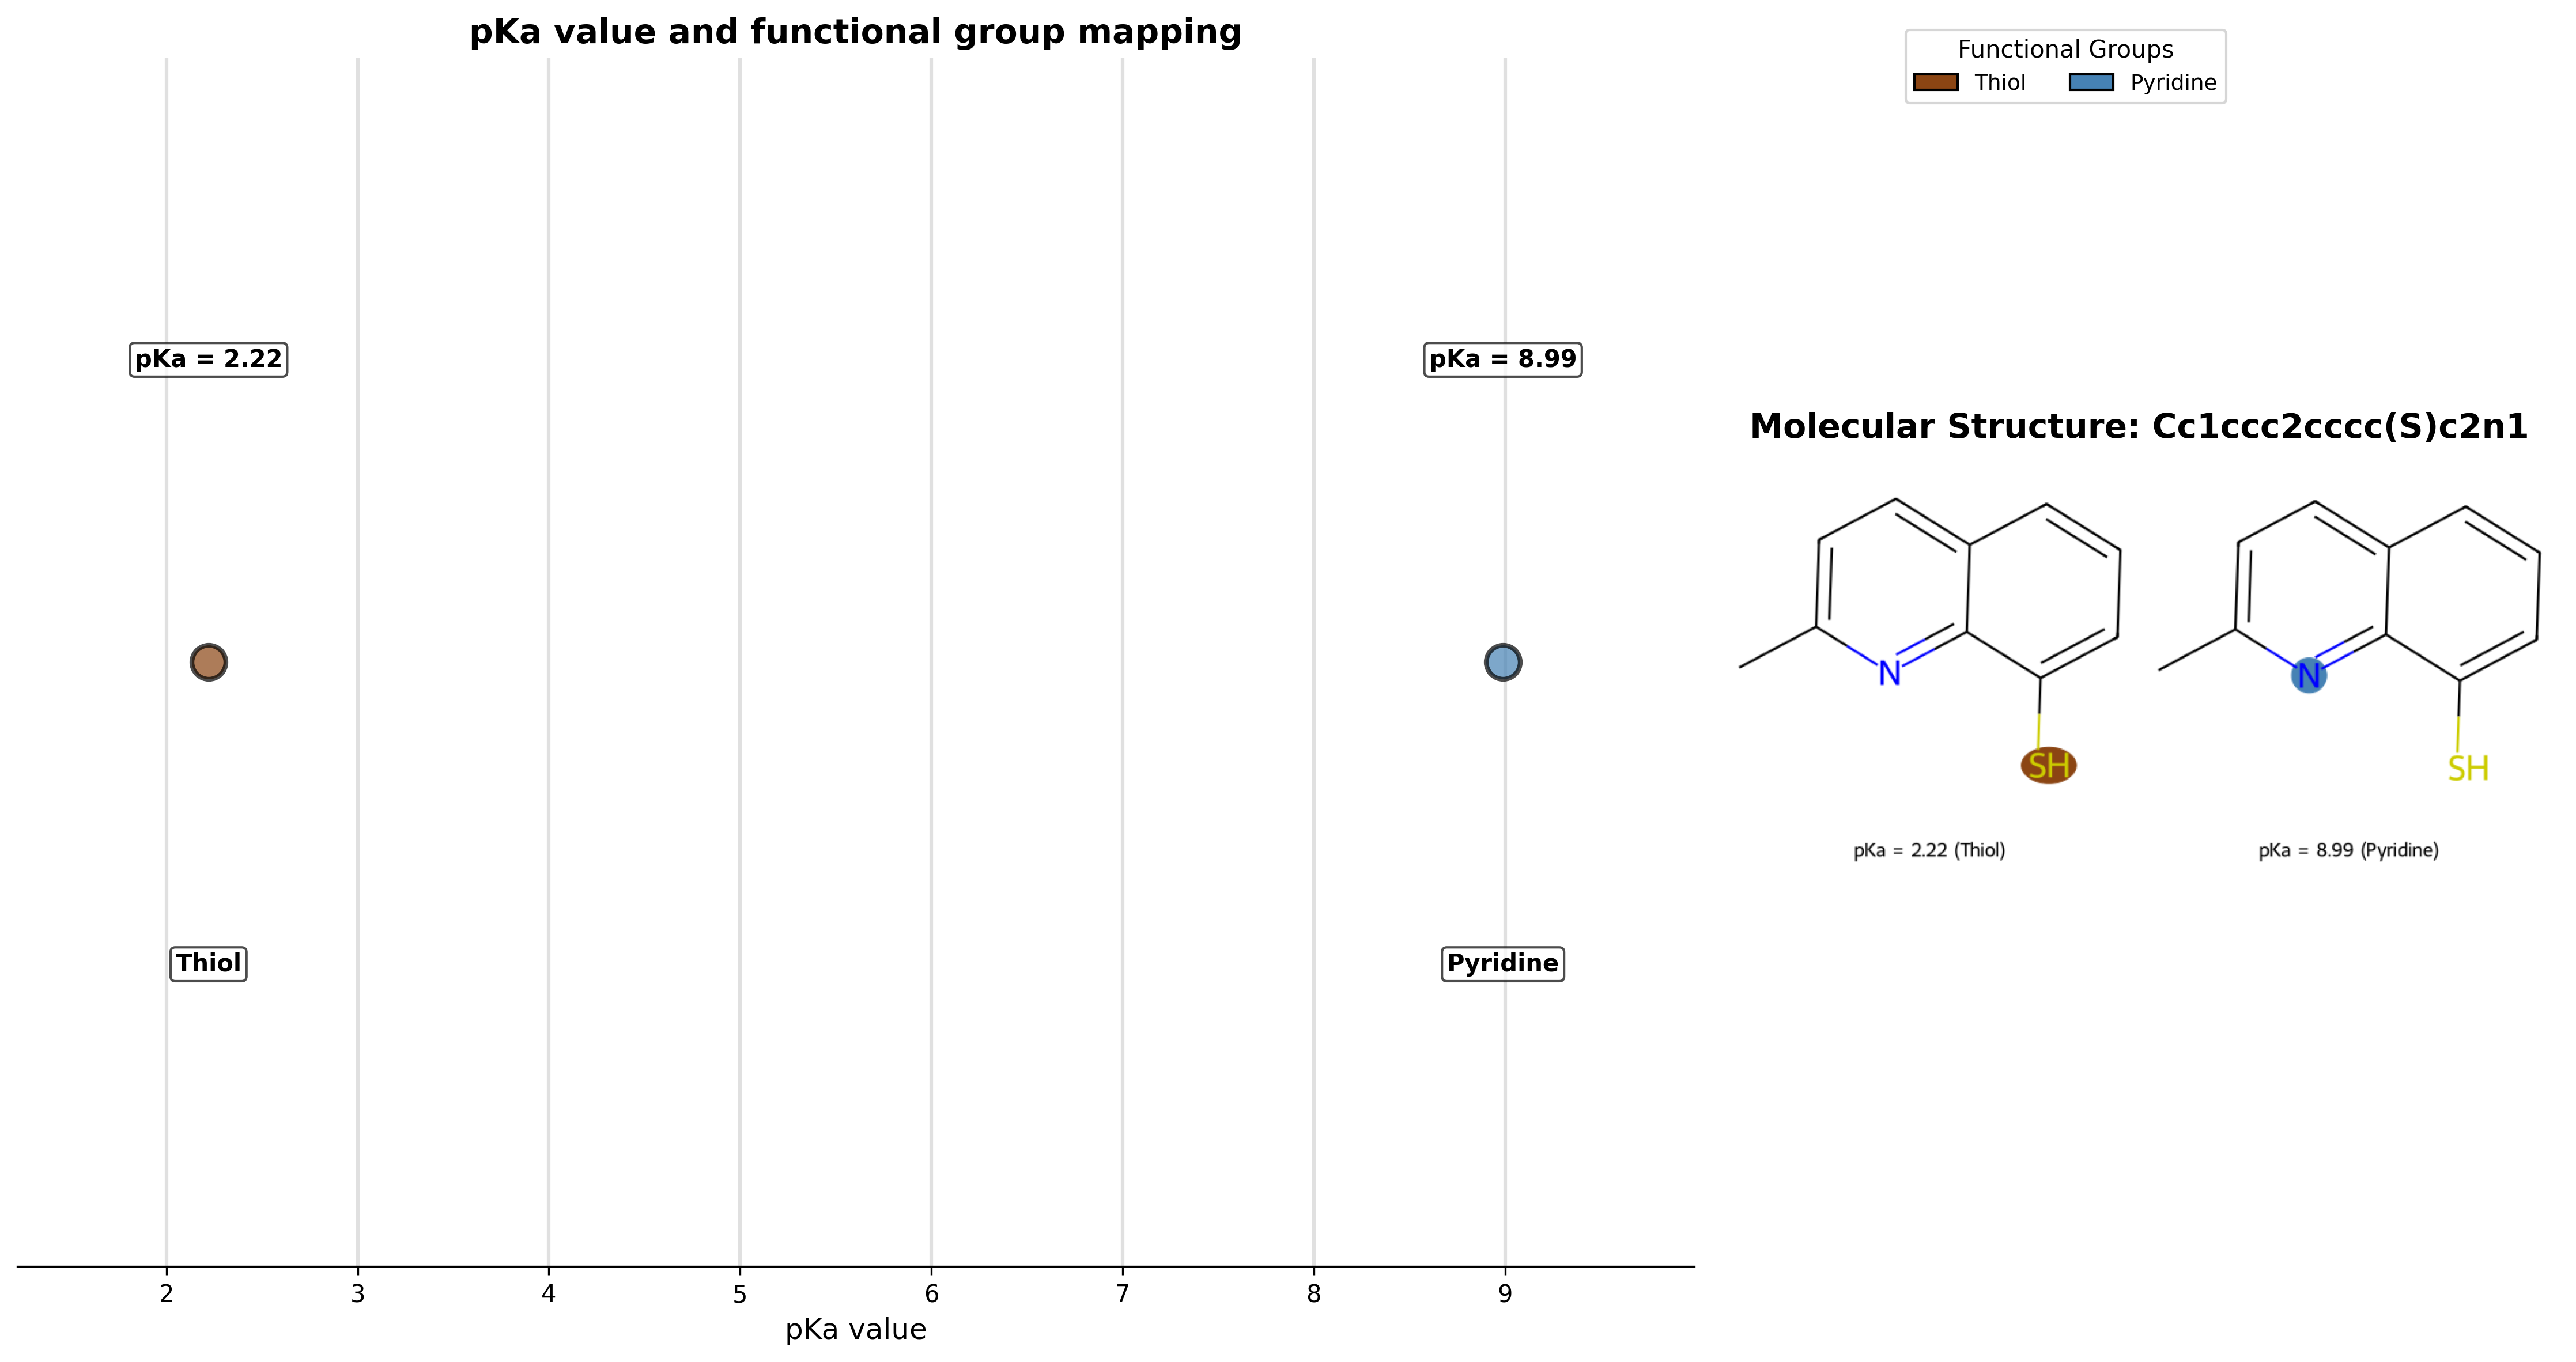 pKa value and functional group mapping
pKa = 2.22
pKa = 8.99
Thiol
Pyridine
2 3 4 5 6 7 8 9
pKa value
Functional Groups
Thiol Pyridine
Molecular Structure: Cc1ccc2cccc(S)c2n1
N
SH
N
SH
pKa = 2.22 (Thiol)
pKa = 8.99 (Pyridine)